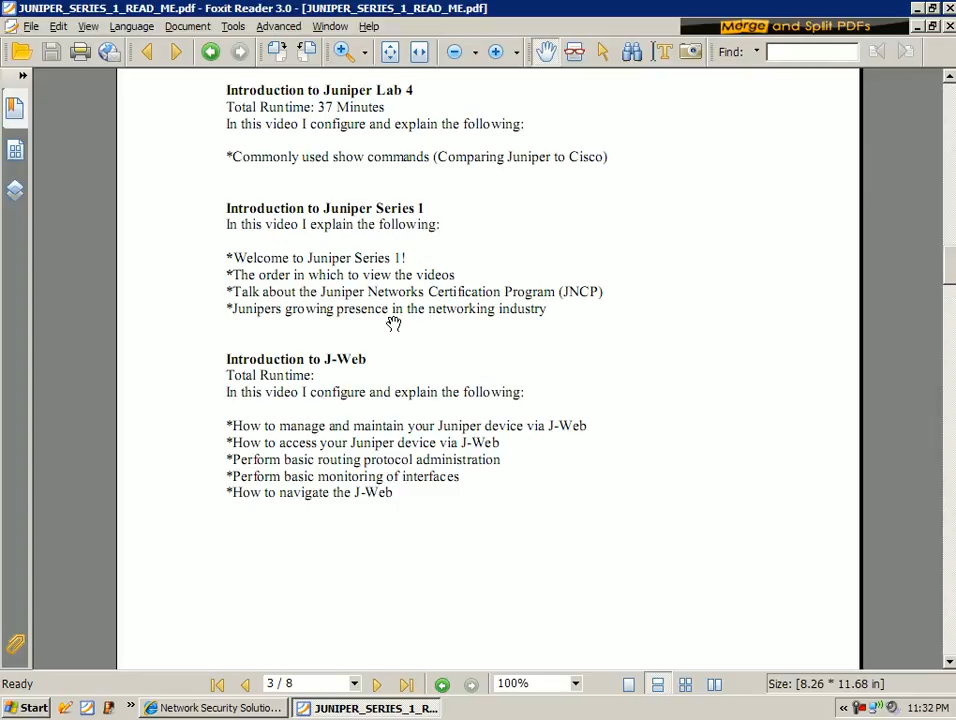 JUNIPER_SERIES_1_READ_ME.pdf - Foxit Reader 3.0 - [JUNIPER_SERIES_1_READ_ME.pdf]
File Edit View Language Document Tools Advanced Window Help
Merge and Split PDFs
Find:
Introduction to Juniper Lab 4
Total Runtime: 37 Minutes
In this video I configure and explain the following:
*Commonly used show commands (Comparing Juniper to Cisco)
Introduction to Juniper Series 1
In this video I explain the following:
*Welcome to Juniper Series 1!
*The order in which to view the videos
*Talk about the Juniper Networks Certification Program (JNCP)
*Junipers growing presence in the networking industry
Introduction to J-Web
Total Runtime:
In this video I configure and explain the following:
*How to manage and maintain your Juniper device via J-Web
*How to access your Juniper device via J-Web
*Perform basic routing protocol administration
*Perform basic monitoring of interfaces
*How to navigate the J-Web
Ready
3 / 8
100%
Size: [8.26 * 11.68 in]
Start
Network Security Solutio...
JUNIPER_SERIES_1_R...
11:32 PM